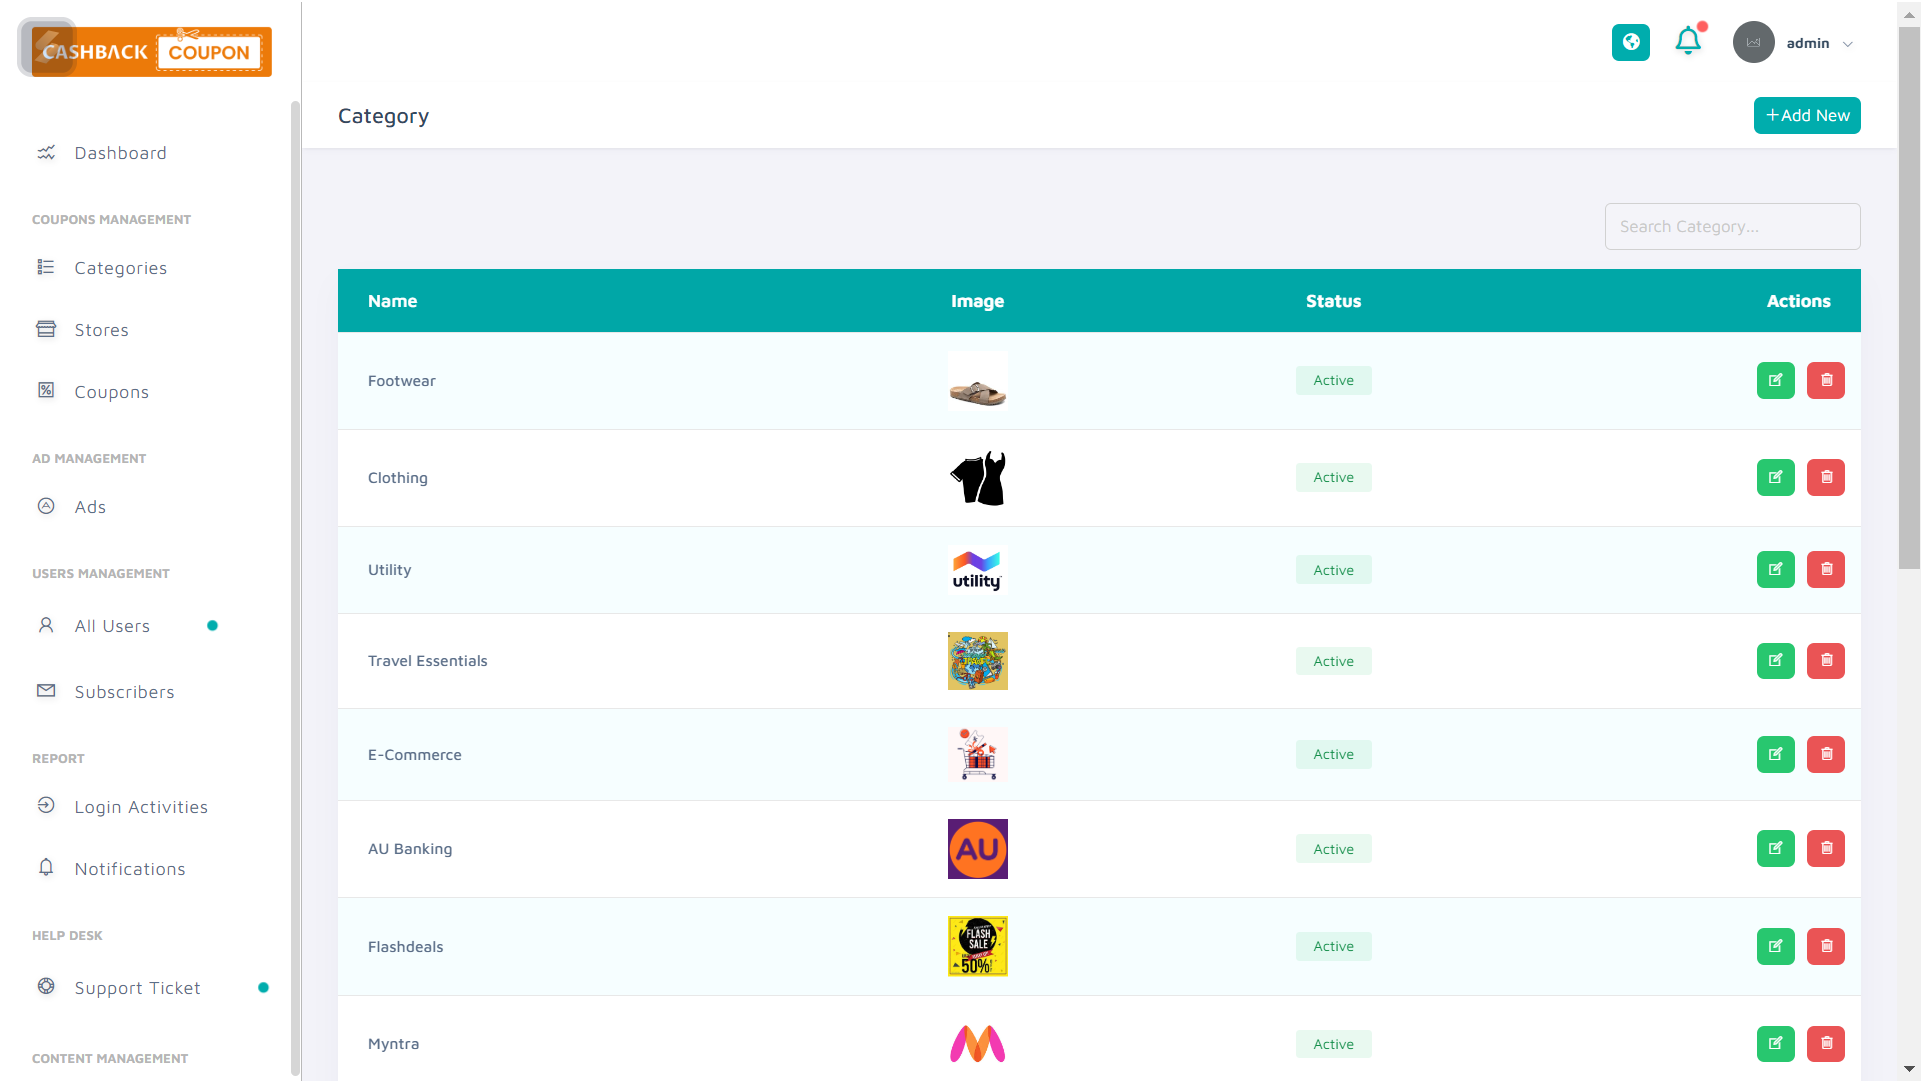 CASHBACK COUPON
admin
Category
+Add New
Dashboard
COUPONS MANAGEMENT
Categories
Stores
Coupons
AD MANAGEMENT
Ads
USERS MANAGEMENT
All Users
Subscribers
REPORT
Login Activities
Notifications
HELP DESK
Support Ticket
CONTENT MANAGEMENT
Search Category...
Name Image Status Actions
Footwear Active
Clothing Active
Utility utility Active
Travel Essentials Active
E-Commerce Active
AU Banking AU Active
Flashdeals FLASH SALE 50% Active
Myntra Active